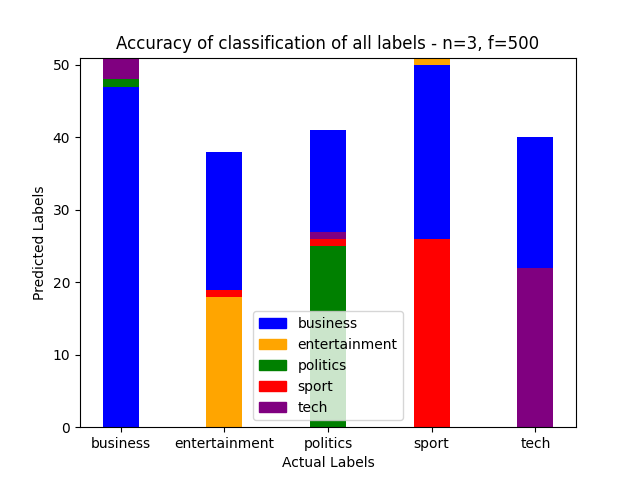 Accuracy of classification of all labels - n=3, f=500
50
40
30
20
10
0
Predicted Labels
business
entertainment
politics
sport
tech
business entertainment politics sport tech
Actual Labels